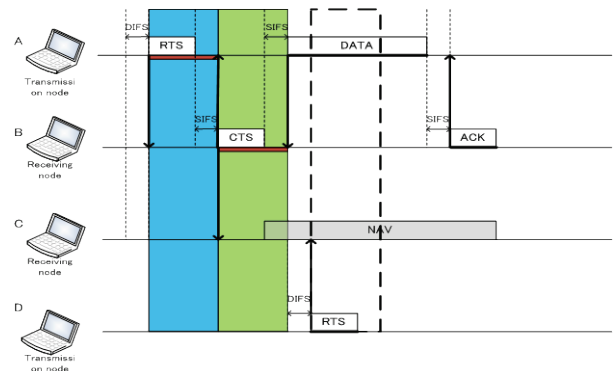 DIFS
SIFS
A
RTS
DATA
Transmissi
on node
SIFS
SIFS
B
CTS
ACK
Receiving
node
C
NAV
Receiving
node
DIFS
D
RTS
Transmissi
on node